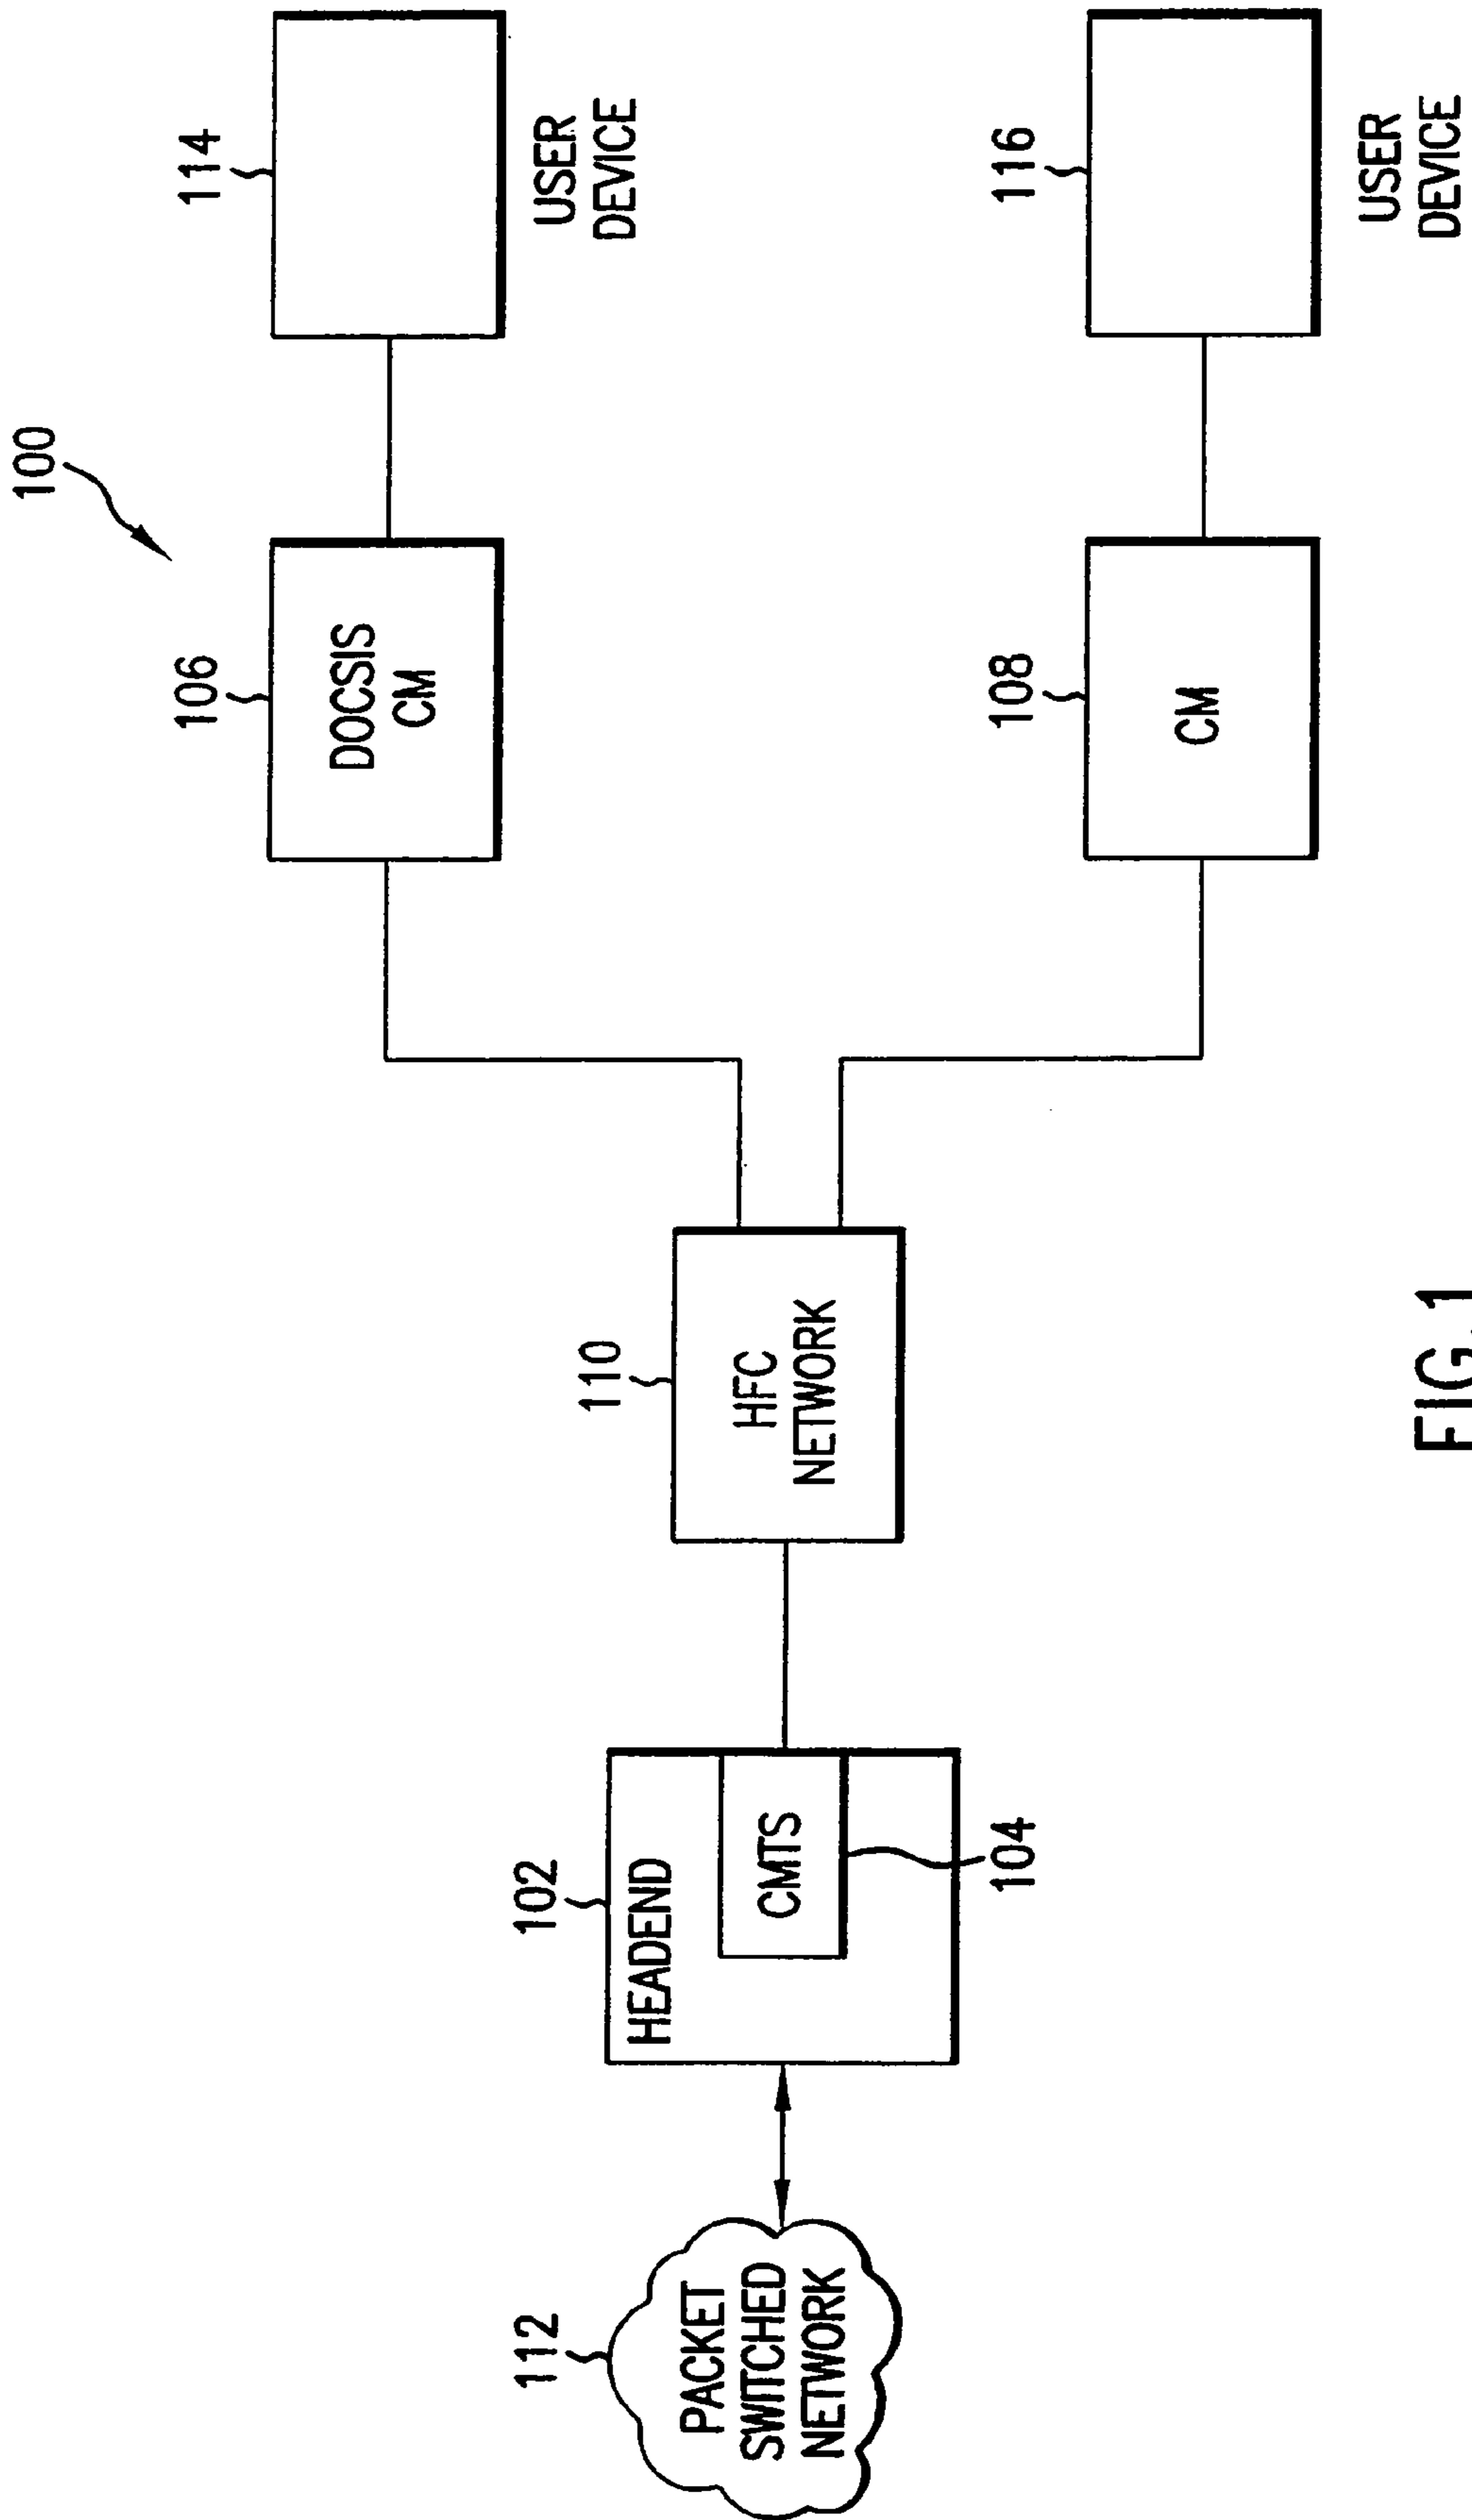 100
112
PACKET
SWITCHED
NETWORK
102
HEADEND
CMTS
104
110
HFC
NETWORK
106
DOCSIS
CM
114
USER
DEVICE
108
CM
116
USER
DEVICE
FIG.1